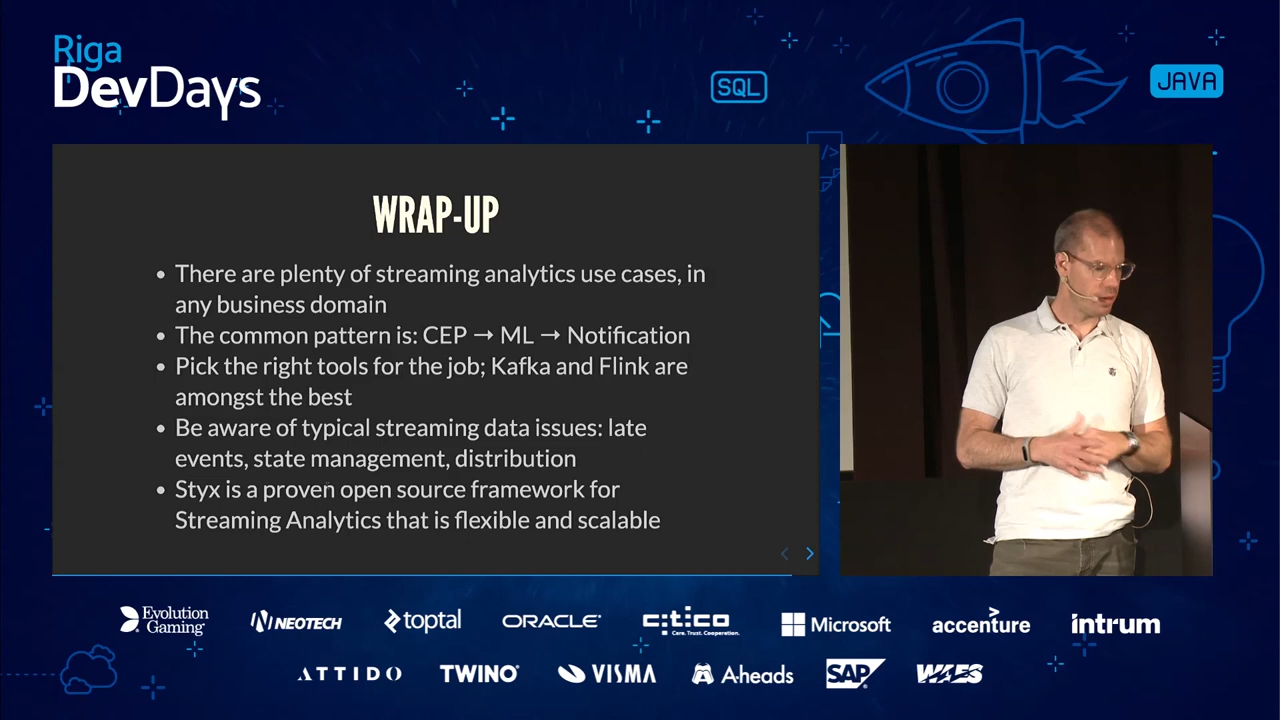 Riga
DevDays
SQL
JAVA
</>
WRAP-UP
• There are plenty of streaming analytics use cases, in
any business domain
• The common pattern is: CEP → ML → Notification
• Pick the right tools for the job; Kafka and Flink are
amongst the best
• Be aware of typical streaming data issues: late
events, state management, distribution
• Styx is a proven open source framework for
Streaming Analytics that is flexible and scalable
Evolution
Gaming
NEOTECH
toptal
ORACLE
citco
Care. Trust. Cooperation.
Microsoft
accenture
intrum
ATTIDO
TWINO
VISMA
A-heads
SAP
WAES